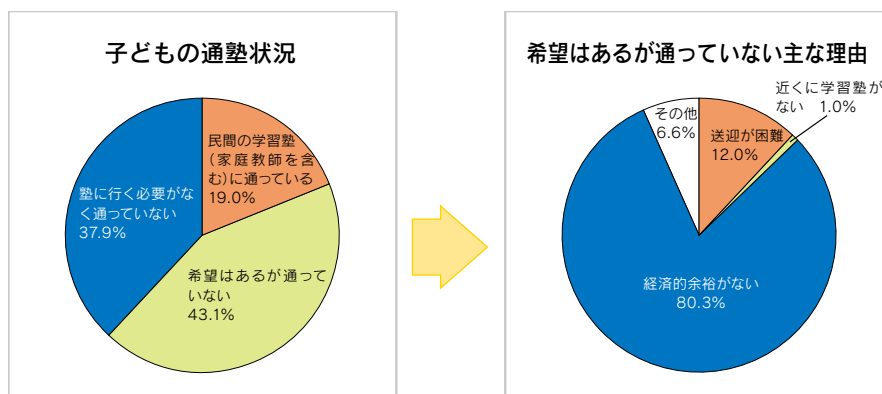 子どもの通塾状況
民間の学習塾
(家庭教師を含
む)に通っている
19.0%
塾に行く必要がな
く通っていない
37.9%
希望はあるが通って
いない
43.1%
希望はあるが通っていない主な理由
近くに学習塾が
ない 1.0%
その他
6.6%
送迎が困難
12.0%
経済的余裕がない
80.3%